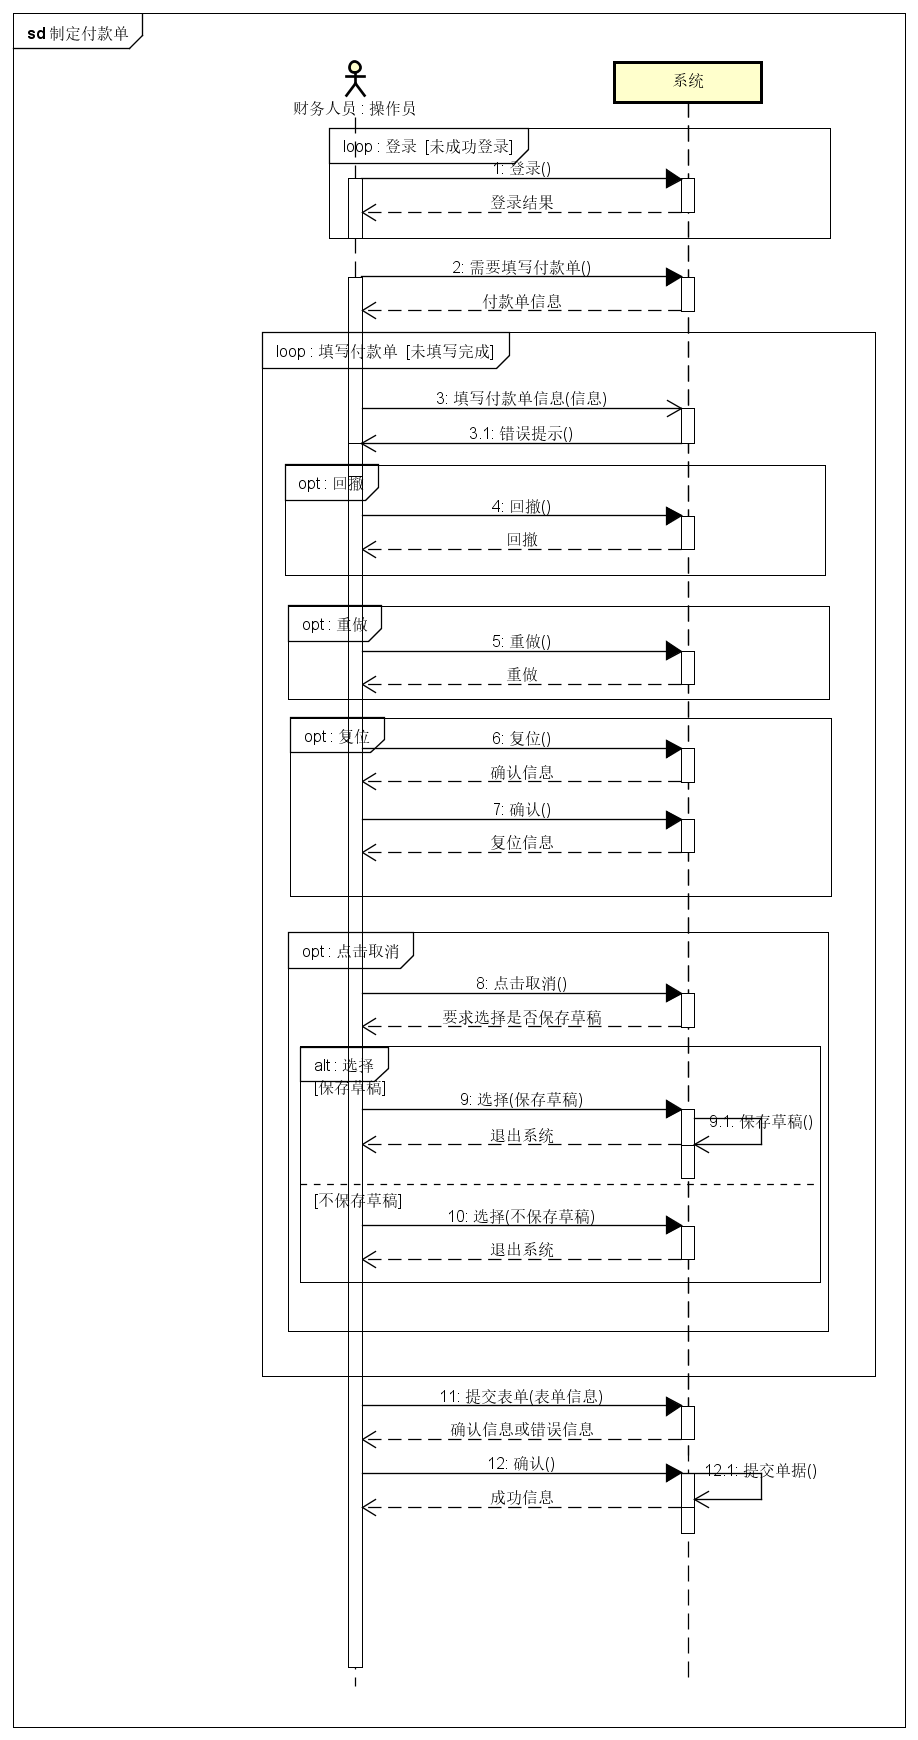 sd 制定付款单
系统
财务人员 : 操作员
loop : 登录 [未成功登录]
1: 登录()
登录结果
2: 需要填写付款单()
付款单信息
loop : 填写付款单 [未填写完成]
3: 填写付款单信息(信息)
3.1: 错误提示()
opt : 回撤
4: 回撤()
回撤
opt : 重做
5: 重做()
重做
opt : 复位
6: 复位()
确认信息
7: 确认()
复位信息
opt : 点击取消
8: 点击取消()
要求选择是否保存草稿
alt : 选择
[保存草稿]
9: 选择(保存草稿)
9.1: 保存草稿()
退出系统
[不保存草稿]
10: 选择(不保存草稿)
退出系统
11: 提交表单(表单信息)
确认信息或错误信息
12: 确认()
12.1: 提交单据()
成功信息